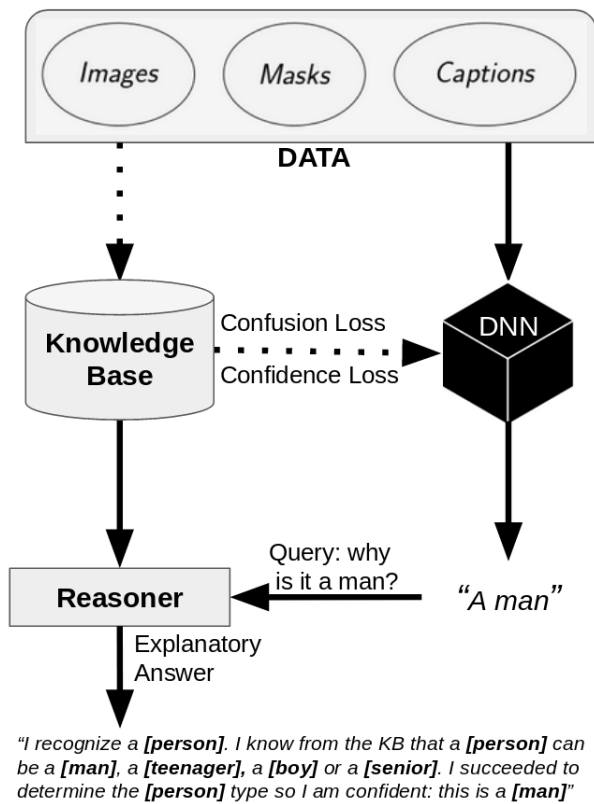 Images
Masks
Captions
DATA
Knowledge
Base
Confusion Loss
Confidence Loss
DNN
Query: why
is it a man?
“A man”
Reasoner
Explanatory
Answer
“I recognize a [person]. I know from the KB that a [person] can
be a [man], a [teenager], a [boy] or a [senior]. I succeeded to
determine the [person] type so I am confident: this is a [man]”